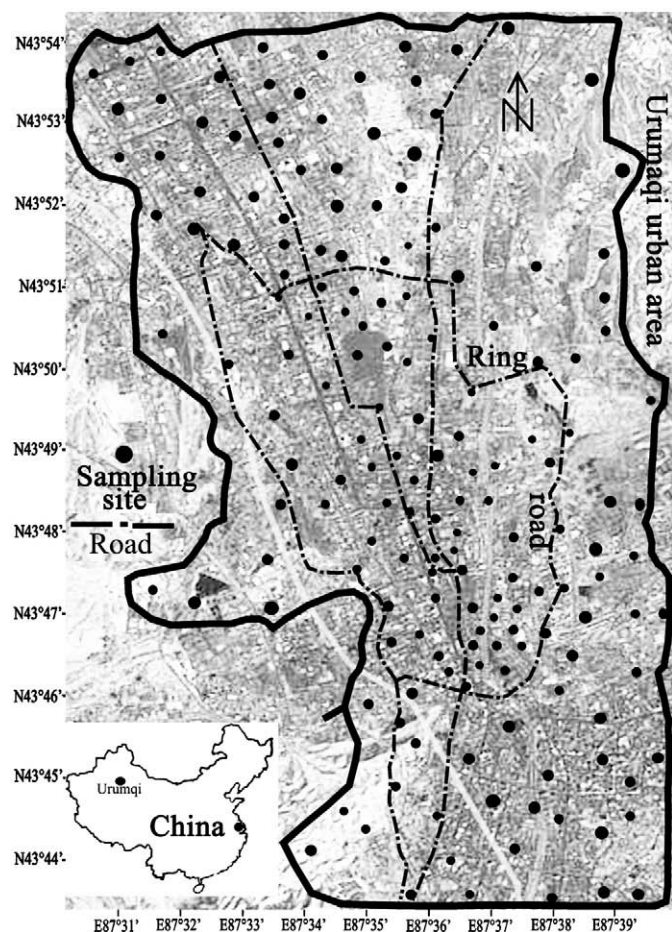 N43°54'
N43°53'
N43°52'
N43°51'
N43°50'
N43°49'
N43°48'
N43°47'
N43°46'
N43°45'
N43°44'
Urumaqi urban area
N
Ring
road
Sampling
site
Road
Urumqi
China
E87°31'
E87°32'
E87°33'
E87°34'
E87°35'
E87°36'
E87°37'
E87°38'
E87°39'